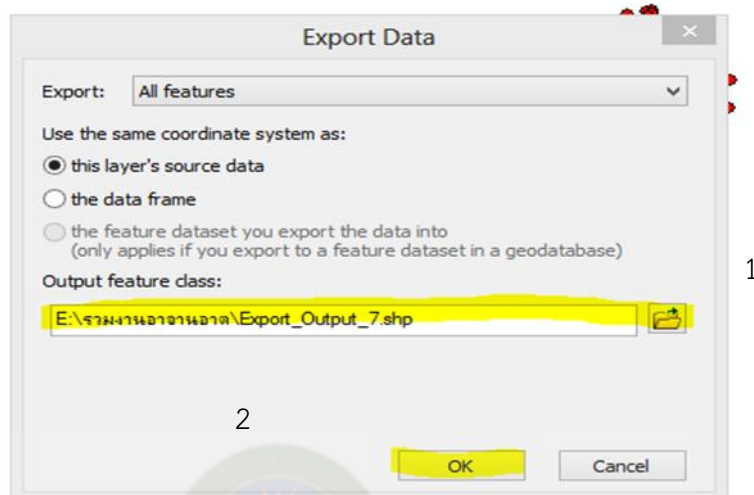 Export Data
Export: All features
Use the same coordinate system as:
this layer's source data
the data frame
the feature dataset you export the data into
(only applies if you export to a feature dataset in a geodatabase)
Output feature class:
1
E:\รวมงานอาจานอาต\Export_Output_7.shp
2
OK Cancel